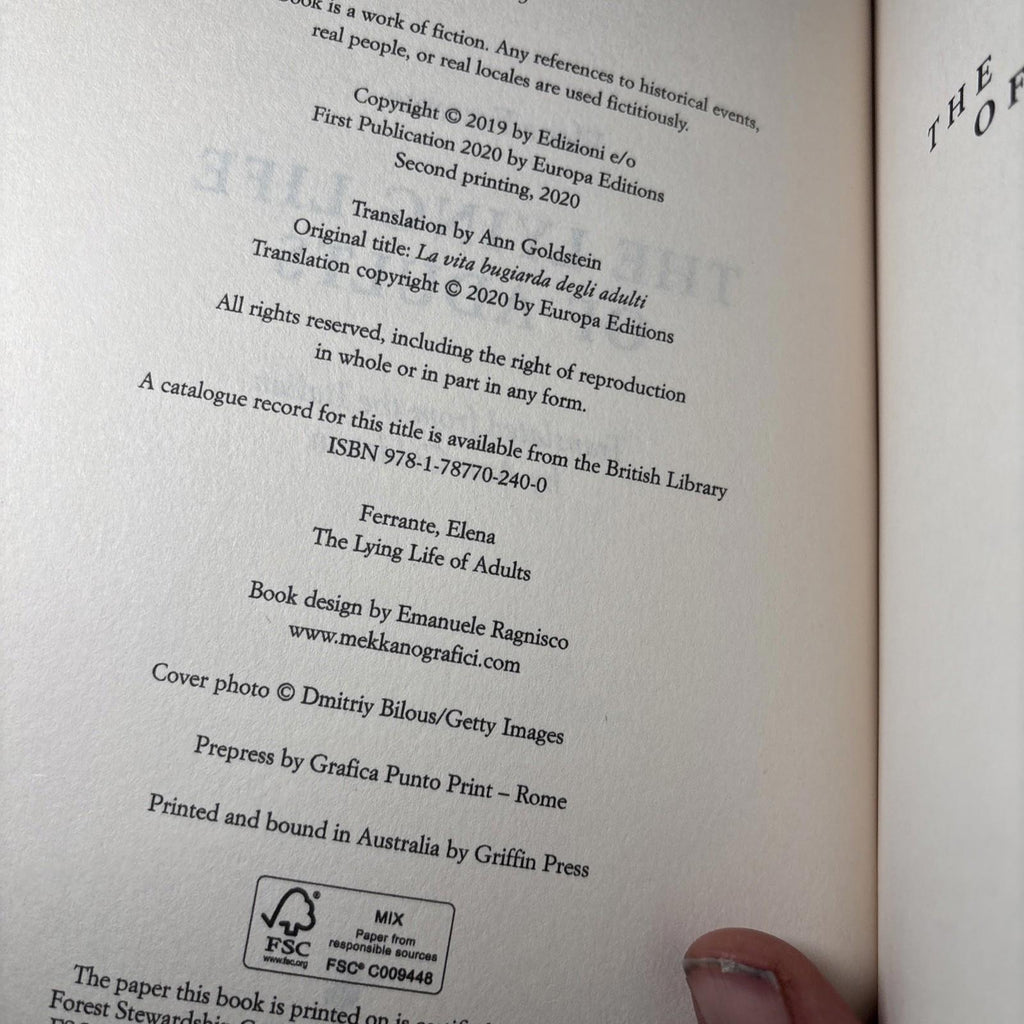 Book is a work of fiction. Any references to historical events,
real people, or real locales are used fictitiously.
Copyright © 2019 by Edizioni e/o
First Publication 2020 by Europa Editions
Second printing, 2020
Translation by Ann Goldstein
Original title: La vita bugiarda degli adulti
Translation copyright © 2020 by Europa Editions
All rights reserved, including the right of reproduction
in whole or in part in any form.
A catalogue record for this title is available from the British Library
ISBN 978-1-78770-240-0
Ferrante, Elena
The Lying Life of Adults
Book design by Emanuele Ragnisco
www.mekkanografici.com
Cover photo © Dmitriy Bilous/Getty Images
Prepress by Grafica Punto Print – Rome
Printed and bound in Australia by Griffin Press
FSC®
www.fsc.org
MIX
Paper from
responsible sources
FSC® C009448
The paper this book is printed on is
Forest Stewardship
THE
OF